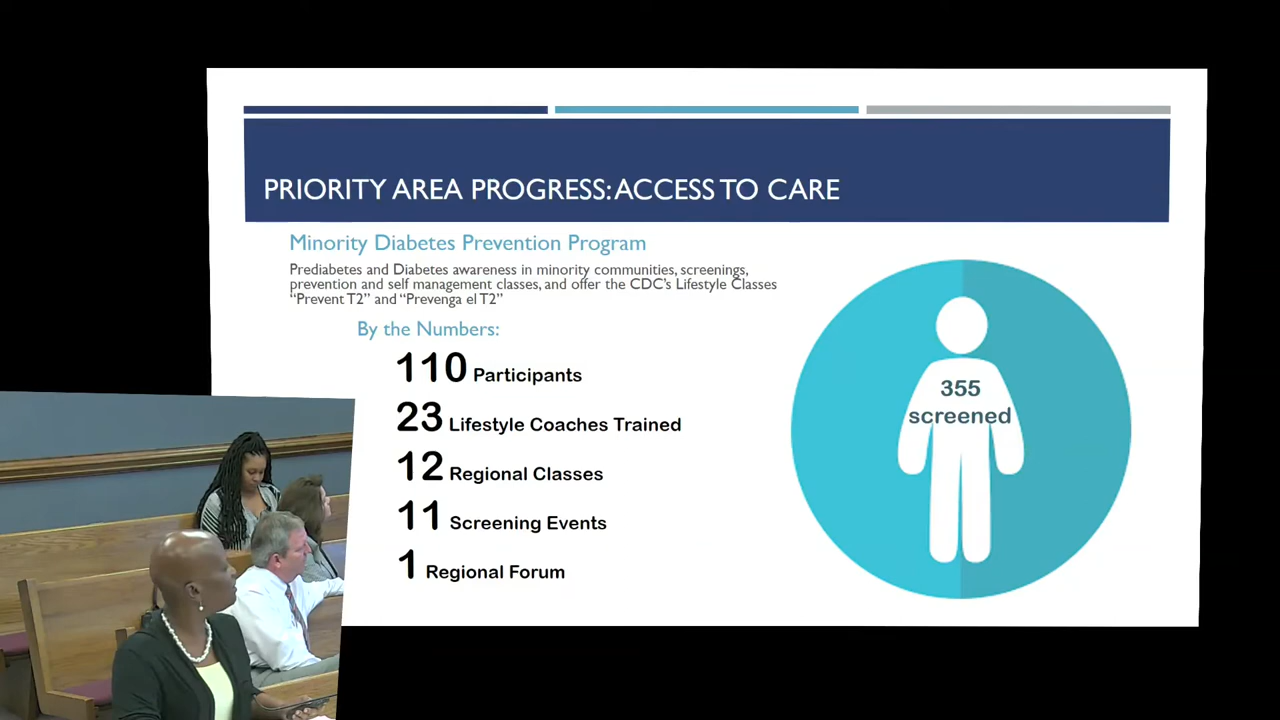 PRIORITY AREA PROGRESS: ACCESS TO CARE
Minority Diabetes Prevention Program
Prediabetes and Diabetes awareness in minority communities, screenings,
prevention and self management classes, and offer the CDC's Lifestyle Classes
“Prevent T2” and “Prevenga el T2”
By the Numbers:
110 Participants
23 Lifestyle Coaches Trained
12 Regional Classes
11 Screening Events
1 Regional Forum
355
screened